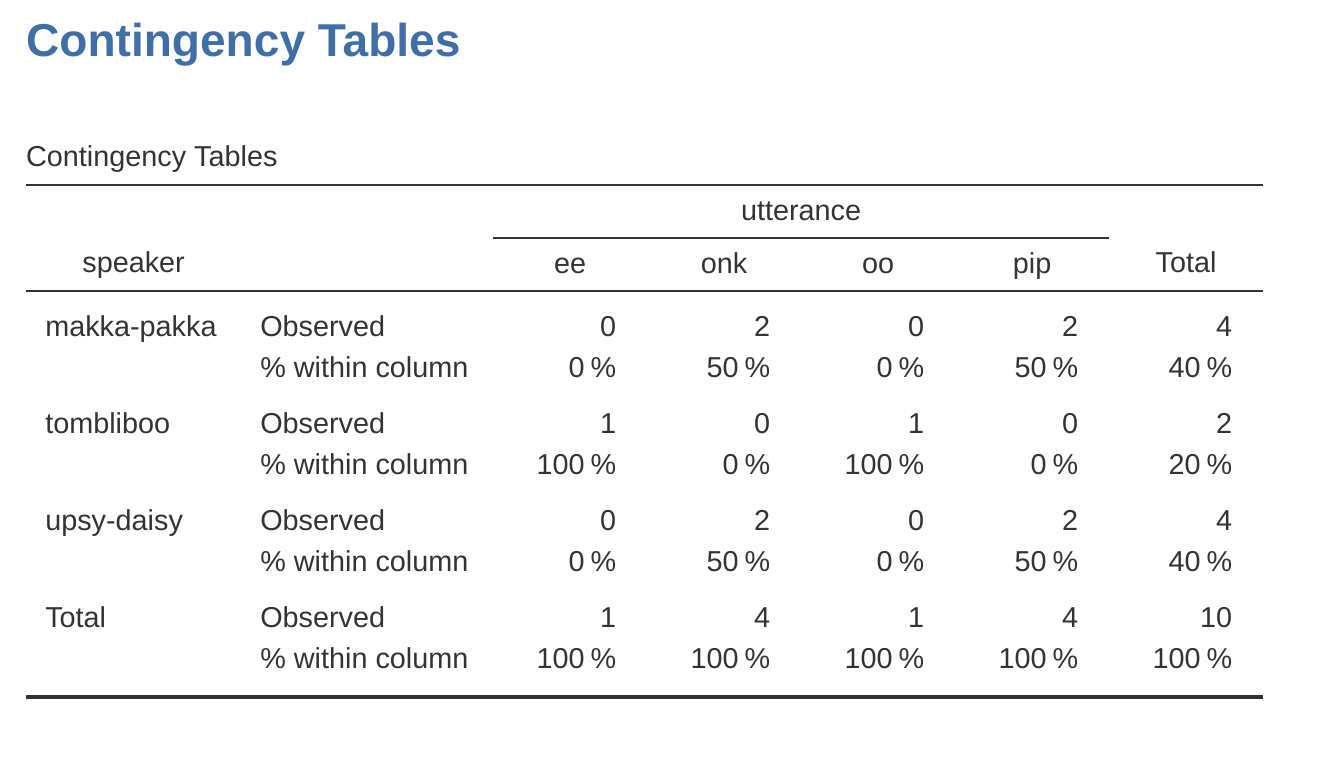 Contingency Tables
Contingency Tables
utterance
speaker ee onk oo pip Total
makka-pakka Observed 0 2 0 2 4
% within column 0 % 50 % 0 % 50 % 40 %
tombliboo Observed 1 0 1 0 2
% within column 100 % 0 % 100 % 0 % 20 %
upsy-daisy Observed 0 2 0 2 4
% within column 0 % 50 % 0 % 50 % 40 %
Total Observed 1 4 1 4 10
% within column 100 % 100 % 100 % 100 % 100 %